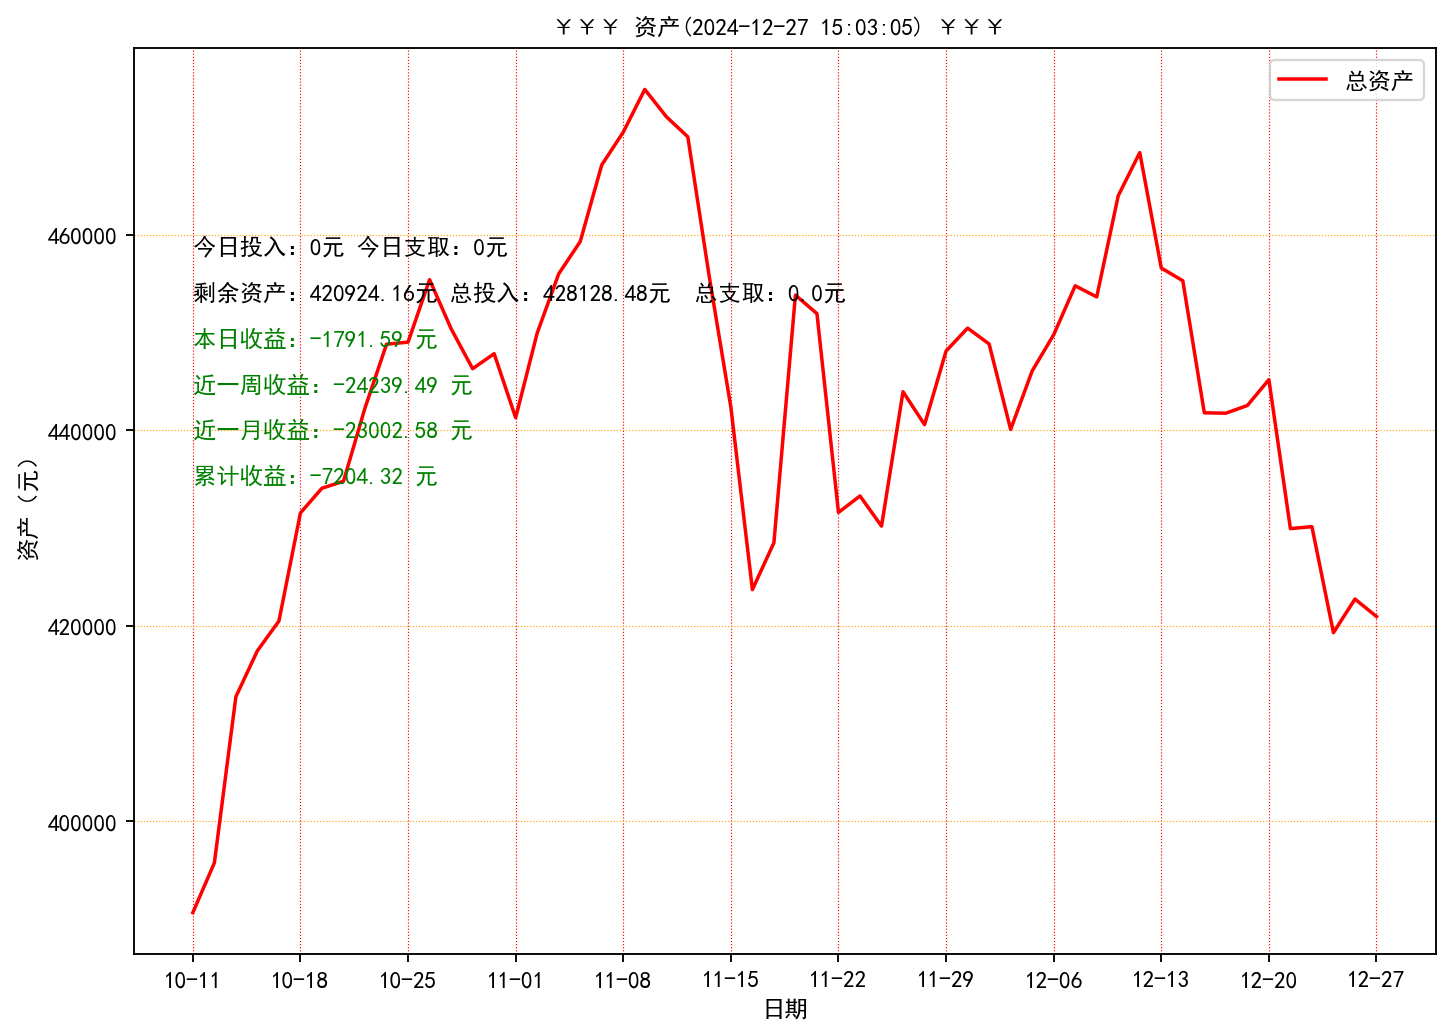 ¥¥¥ 资产(2024-12-27 15:03:05) ¥¥¥
总资产
460000
440000
420000
400000
资产（元）
今日投入：0元 今日支取：0元
剩余资产：420924.16元 总投入：428128.48元 总支取：0.0元
本日收益：-1791.59 元
近一周收益：-24239.49 元
近一月收益：-23002.58 元
累计收益：-7204.32 元
10-11 10-18 10-25 11-01 11-08 11-15 11-22 11-29 12-06 12-13 12-20 12-27
日期